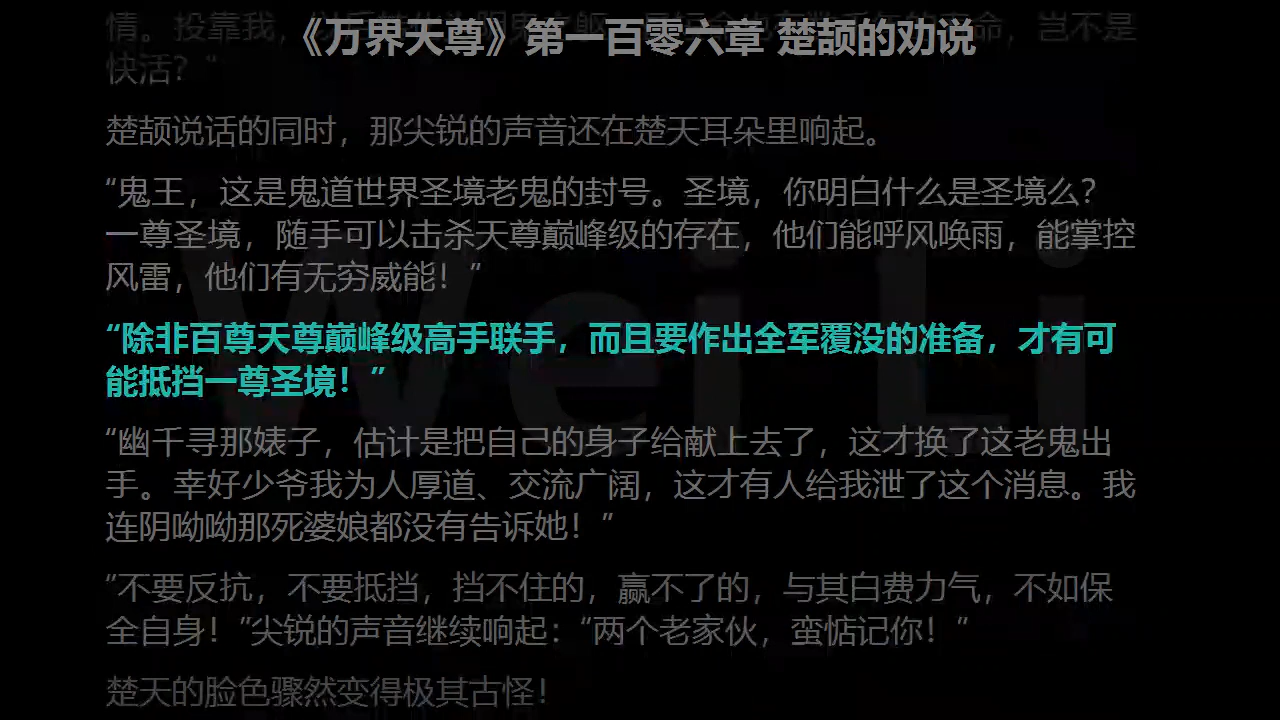 《万界天尊》第一百零六章 楚颉的劝说
情。投靠我，
命，岂不是
快活？”
楚颉说话的同时，那尖锐的声音还在楚天耳朵里响起。
“鬼王，这是鬼道世界圣境老鬼的封号。圣境，你明白什么是圣境么？
一尊圣境，随手可以击杀天尊巅峰级的存在，他们能呼风唤雨，能掌控
风雷，他们有无穷威能！”
“除非百尊天尊巅峰级高手联手，而且要作出全军覆没的准备，才有可
能抵挡一尊圣境！”
“幽千寻那婊子，估计是把自己的身子给献上去了，这才换了这老鬼出
手。幸好少爷我为人厚道、交流广阔，这才有人给我泄了这个消息。我
连阴呦呦那死婆娘都没有告诉她！”
“不要反抗，不要抵挡，挡不住的，赢不了的，与其白费力气，不如保
全自身！”尖锐的声音继续响起：“两个老家伙，蛮惦记你！”
楚天的脸色骤然变得极其古怪！
Wei Li